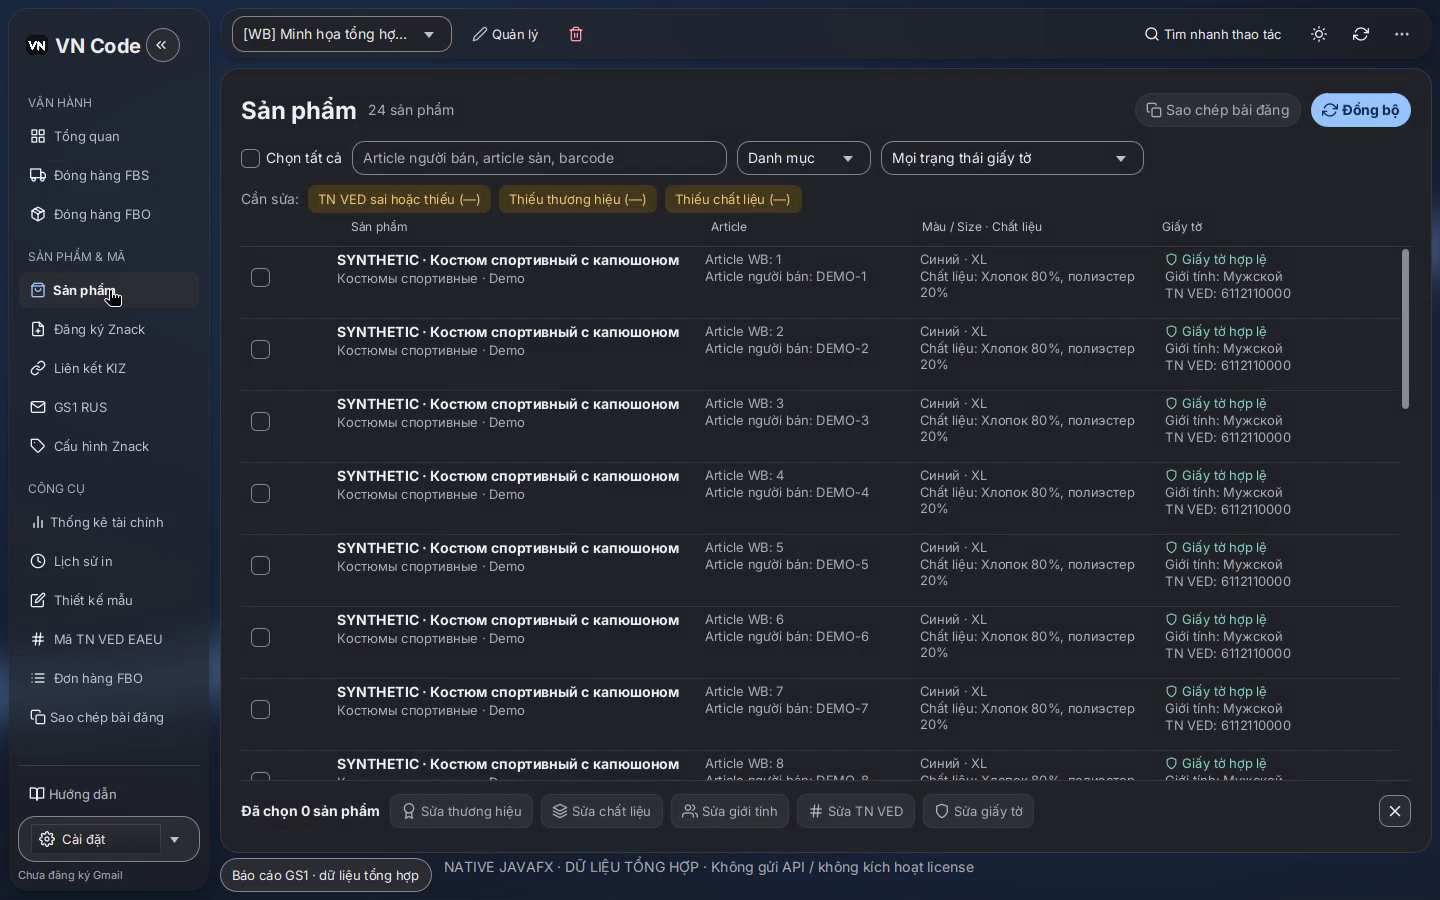 VN Code
VẬN HÀNH
Tổng quan
Đóng hàng FBS
Đóng hàng FBO
SẢN PHẨM & MÃ
Sản phẩm
Đăng ký Znack
Liên kết KIZ
GS1 RUS
Cấu hình Znack
CÔNG CỤ
Thống kê tài chính
Lịch sử in
Thiết kế mẫu
Mã TN VED EAEU
Đơn hàng FBO
Sao chép bài đăng
Hướng dẫn
Cài đặt
Chưa đăng ký Gmail
[WB] Minh họa tổng hợ...
Quản lý
Tìm nhanh thao tác
Sản phẩm 24 sản phẩm
Sao chép bài đăng
Đồng bộ
Chọn tất cả
Article người bán, article sàn, barcode
Danh mục
Mọi trạng thái giấy tờ
Cần sửa: TN VED sai hoặc thiếu (—) Thiếu thương hiệu (—) Thiếu chất liệu (—)
Sản phẩm Article Màu / Size · Chất liệu Giấy tờ
SYNTHETIC · Костюм спортивный с капюшоном Article WB: 1 Синий · XL Giấy tờ hợp lệ
Костюмы спортивные · Demo Article người bán: DEMO-1 Chất liệu: Хлопок 80%, полиэстер Giới tính: Мужской
20% TN VED: 6112110000
SYNTHETIC · Костюм спортивный с капюшоном Article WB: 2 Синий · XL Giấy tờ hợp lệ
Костюмы спортивные · Demo Article người bán: DEMO-2 Chất liệu: Хлопок 80%, полиэстер Giới tính: Мужской
20% TN VED: 6112110000
SYNTHETIC · Костюм спортивный с капюшоном Article WB: 3 Синий · XL Giấy tờ hợp lệ
Костюмы спортивные · Demo Article người bán: DEMO-3 Chất liệu: Хлопок 80%, полиэстер Giới tính: Мужской
20% TN VED: 6112110000
SYNTHETIC · Костюм спортивный с капюшоном Article WB: 4 Синий · XL Giấy tờ hợp lệ
Костюмы спортивные · Demo Article người bán: DEMO-4 Chất liệu: Хлопок 80%, полиэстер Giới tính: Мужской
20% TN VED: 6112110000
SYNTHETIC · Костюм спортивный с капюшоном Article WB: 5 Синий · XL Giấy tờ hợp lệ
Костюмы спортивные · Demo Article người bán: DEMO-5 Chất liệu: Хлопок 80%, полиэстер Giới tính: Мужской
20% TN VED: 6112110000
SYNTHETIC · Костюм спортивный с капюшоном Article WB: 6 Синий · XL Giấy tờ hợp lệ
Костюмы спортивные · Demo Article người bán: DEMO-6 Chất liệu: Хлопок 80%, полиэстер Giới tính: Мужской
20% TN VED: 6112110000
SYNTHETIC · Костюм спортивный с капюшоном Article WB: 7 Синий · XL Giấy tờ hợp lệ
Костюмы спортивные · Demo Article người bán: DEMO-7 Chất liệu: Хлопок 80%, полиэстер Giới tính: Мужской
20% TN VED: 6112110000
SYNTHETIC · Костюм спортивный с капюшоном Article WB: 8 Синий · XL Giấy tờ hợp lệ
Đã chọn 0 sản phẩm Sửa thương hiệu Sửa chất liệu Sửa giới tính Sửa TN VED Sửa giấy tờ
Báo cáo GS1 · dữ liệu tổng hợp
NATIVE JAVAFX · DỮ LIỆU TỔNG HỢP · Không gửi API / không kích hoạt license